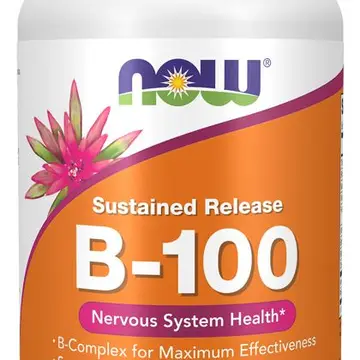 NOW
Sustained Release
B-100
Nervous System Health*
• B-Complex for Maximum Effectiveness